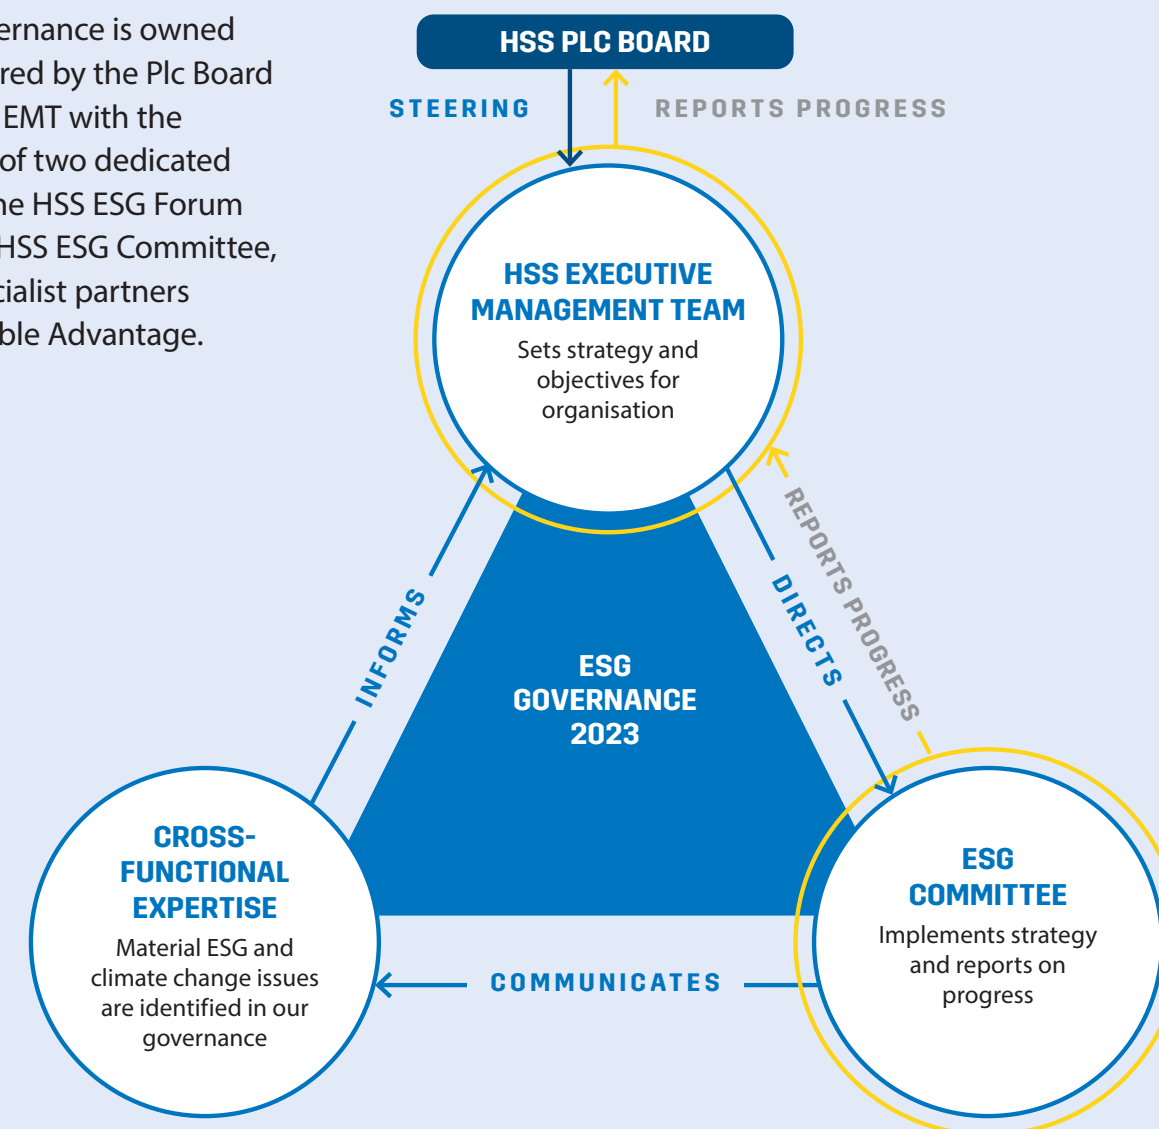 ernance is owned
red by the Plc Board
EMT with the
of two dedicated
he HSS ESG Forum
HSS ESG Committee,
cialist partners
ble Advantage.
HSS PLC BOARD
STEERING
REPORTS PROGRESS
HSS EXECUTIVE
MANAGEMENT TEAM
Sets strategy and
objectives for
organisation
INFORMS
DIRECTS
REPORTS PROGRESS
ESG
GOVERNANCE
2023
CROSS-
FUNCTIONAL
EXPERTISE
Material ESG and
climate change issues
are identified in our
governance
COMMUNICATES
ESG
COMMITTEE
Implements strategy
and reports on
progress